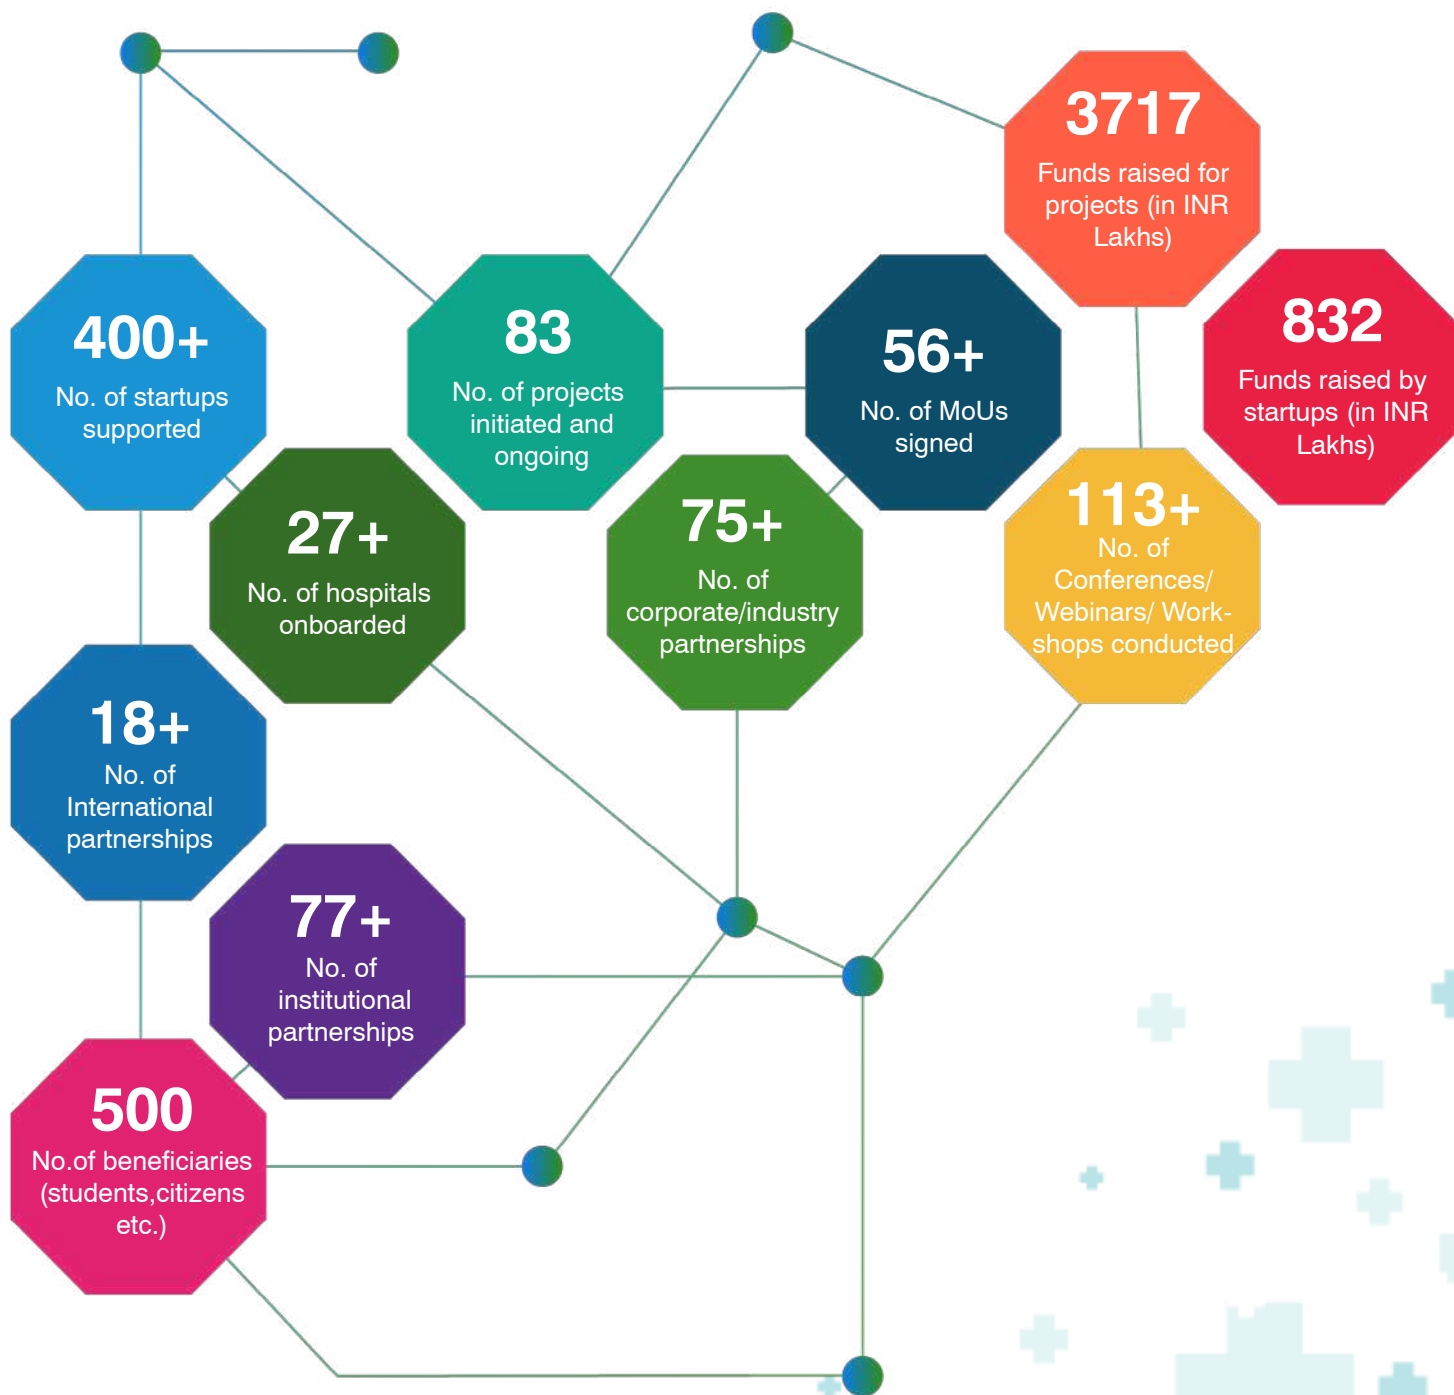 3717
Funds raised for
projects (in INR
Lakhs)
400+
No. of startups
supported
83
No. of projects
initiated and
ongoing
56+
No. of MoUs
signed
832
Funds raised by
startups (in INR
Lakhs)
27+
No. of hospitals
onboarded
75+
No. of
corporate/industry
partnerships
113+
No. of
Conferences/
Webinars/ Work-
shops conducted
18+
No. of
International
partnerships
77+
No. of
institutional
partnerships
500
No.of beneficiaries
(students,citizens
etc.)